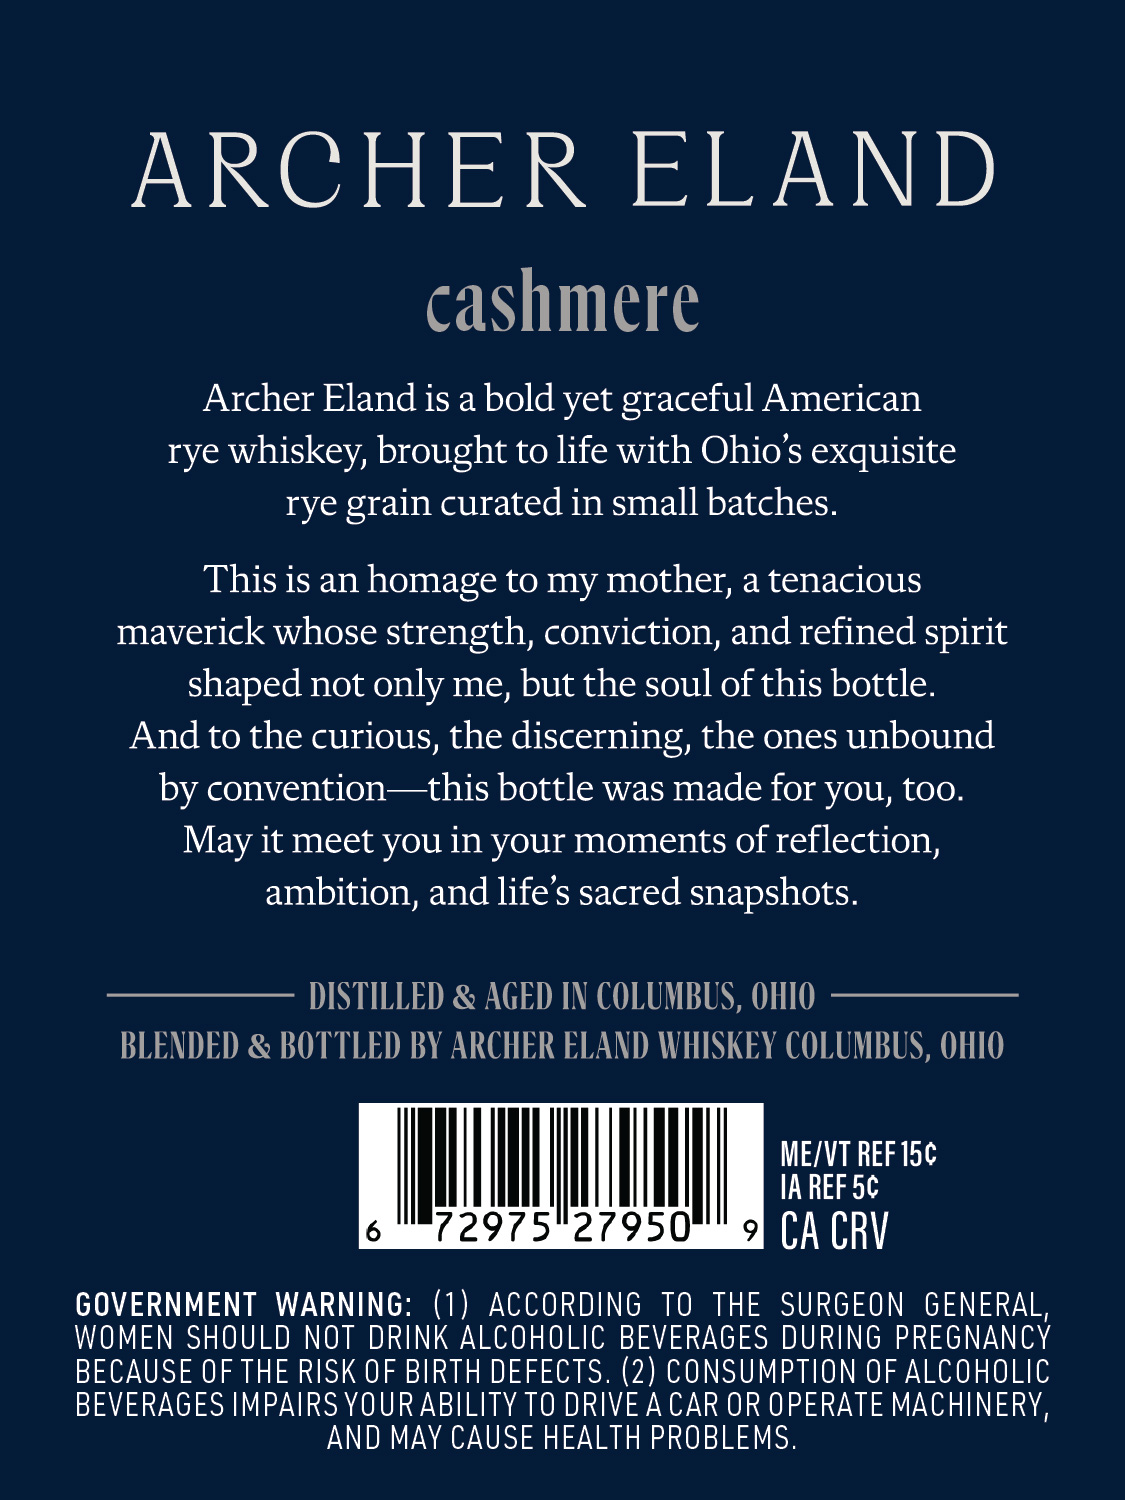 ARCHER ELAND
cashmere
Archer Eland is a bold yet graceful American
rye whiskey, brought to life with Ohio’s exquisite
rye grain curated in small batches.
This is an homage to my mother, a tenacious
maverick whose strength, conviction, and refined spirit
shaped not only me, but the soul of this bottle.
And to the curious, the discerning, the ones unbound
by convention—this bottle was made for you, too.
May it meet you in your moments of reflection,
ambition, and life’s sacred snapshots.
DISTILLED & AGED IN COLUMBUS, OHIO
BLENDED & BOTTLED BY ARCHER ELAND WHISKEY COLUMBUS, OHIO
6 72975 27950 9
ME/VT REF 15¢
IA REF 5¢
CA CRV
GOVERNMENT WARNING: (1) ACCORDING TO THE SURGEON GENERAL,
WOMEN SHOULD NOT DRINK ALCOHOLIC BEVERAGES DURING PREGNANCY
BECAUSE OF THE RISK OF BIRTH DEFECTS. (2) CONSUMPTION OF ALCOHOLIC
BEVERAGES IMPAIRS YOUR ABILITY TO DRIVE A CAR OR OPERATE MACHINERY,
AND MAY CAUSE HEALTH PROBLEMS.